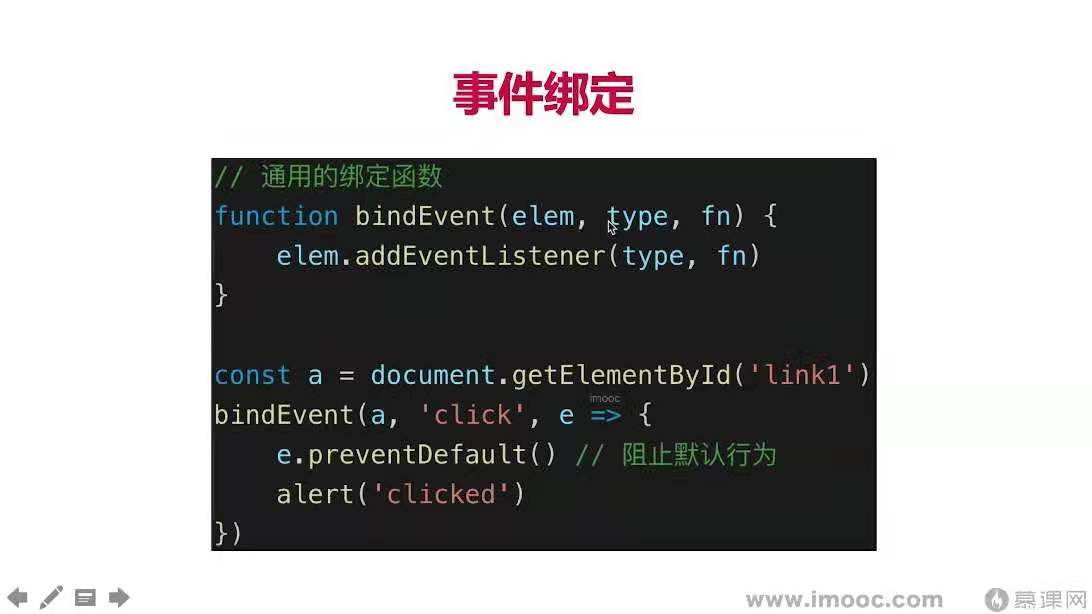 事件绑定
// 通用的绑定函数
function bindEvent(elem, type, fn) {
    elem.addEventListener(type, fn)
}
const a = document.getElementById('link1')
imooc
bindEvent(a, 'click', e => {
    e.preventDefault() // 阻止默认行为
    alert('clicked')
})
www.imooc.com 慕课网